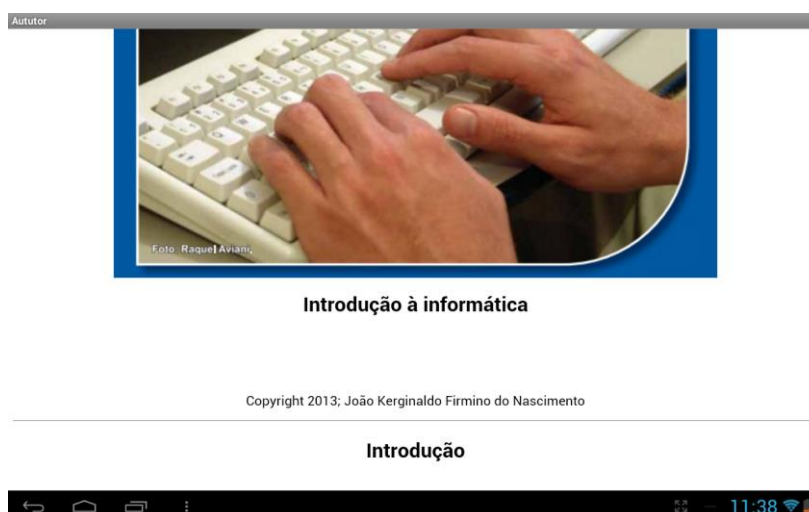 Aututor
Foto: Raquel Aviani,
Introdução à informática
Copyright 2013; João Kerginaldo Firmino do Nascimento
Introdução
11:38